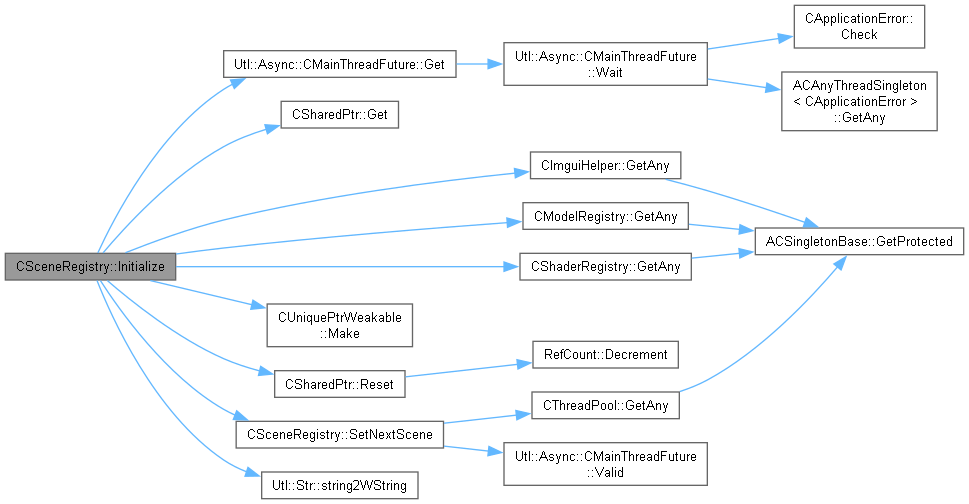 CSceneRegistry::Initialize
Utl::Async::CMainThreadFuture::Get
Utl::Async::CMainThreadFuture
::Wait
CApplicationError::
Check
ACAnyThreadSingleton
< CApplicationError >
::GetAny
CSharedPtr::Get
CImguiHelper::GetAny
CModelRegistry::GetAny
CShaderRegistry::GetAny
ACSingletonBase::GetProtected
CUniquePtrWeakable
::Make
CSharedPtr::Reset
RefCount::Decrement
CSceneRegistry::SetNextScene
CThreadPool::GetAny
Utl::Async::CMainThreadFuture
::Valid
Utl::Str::string2WString